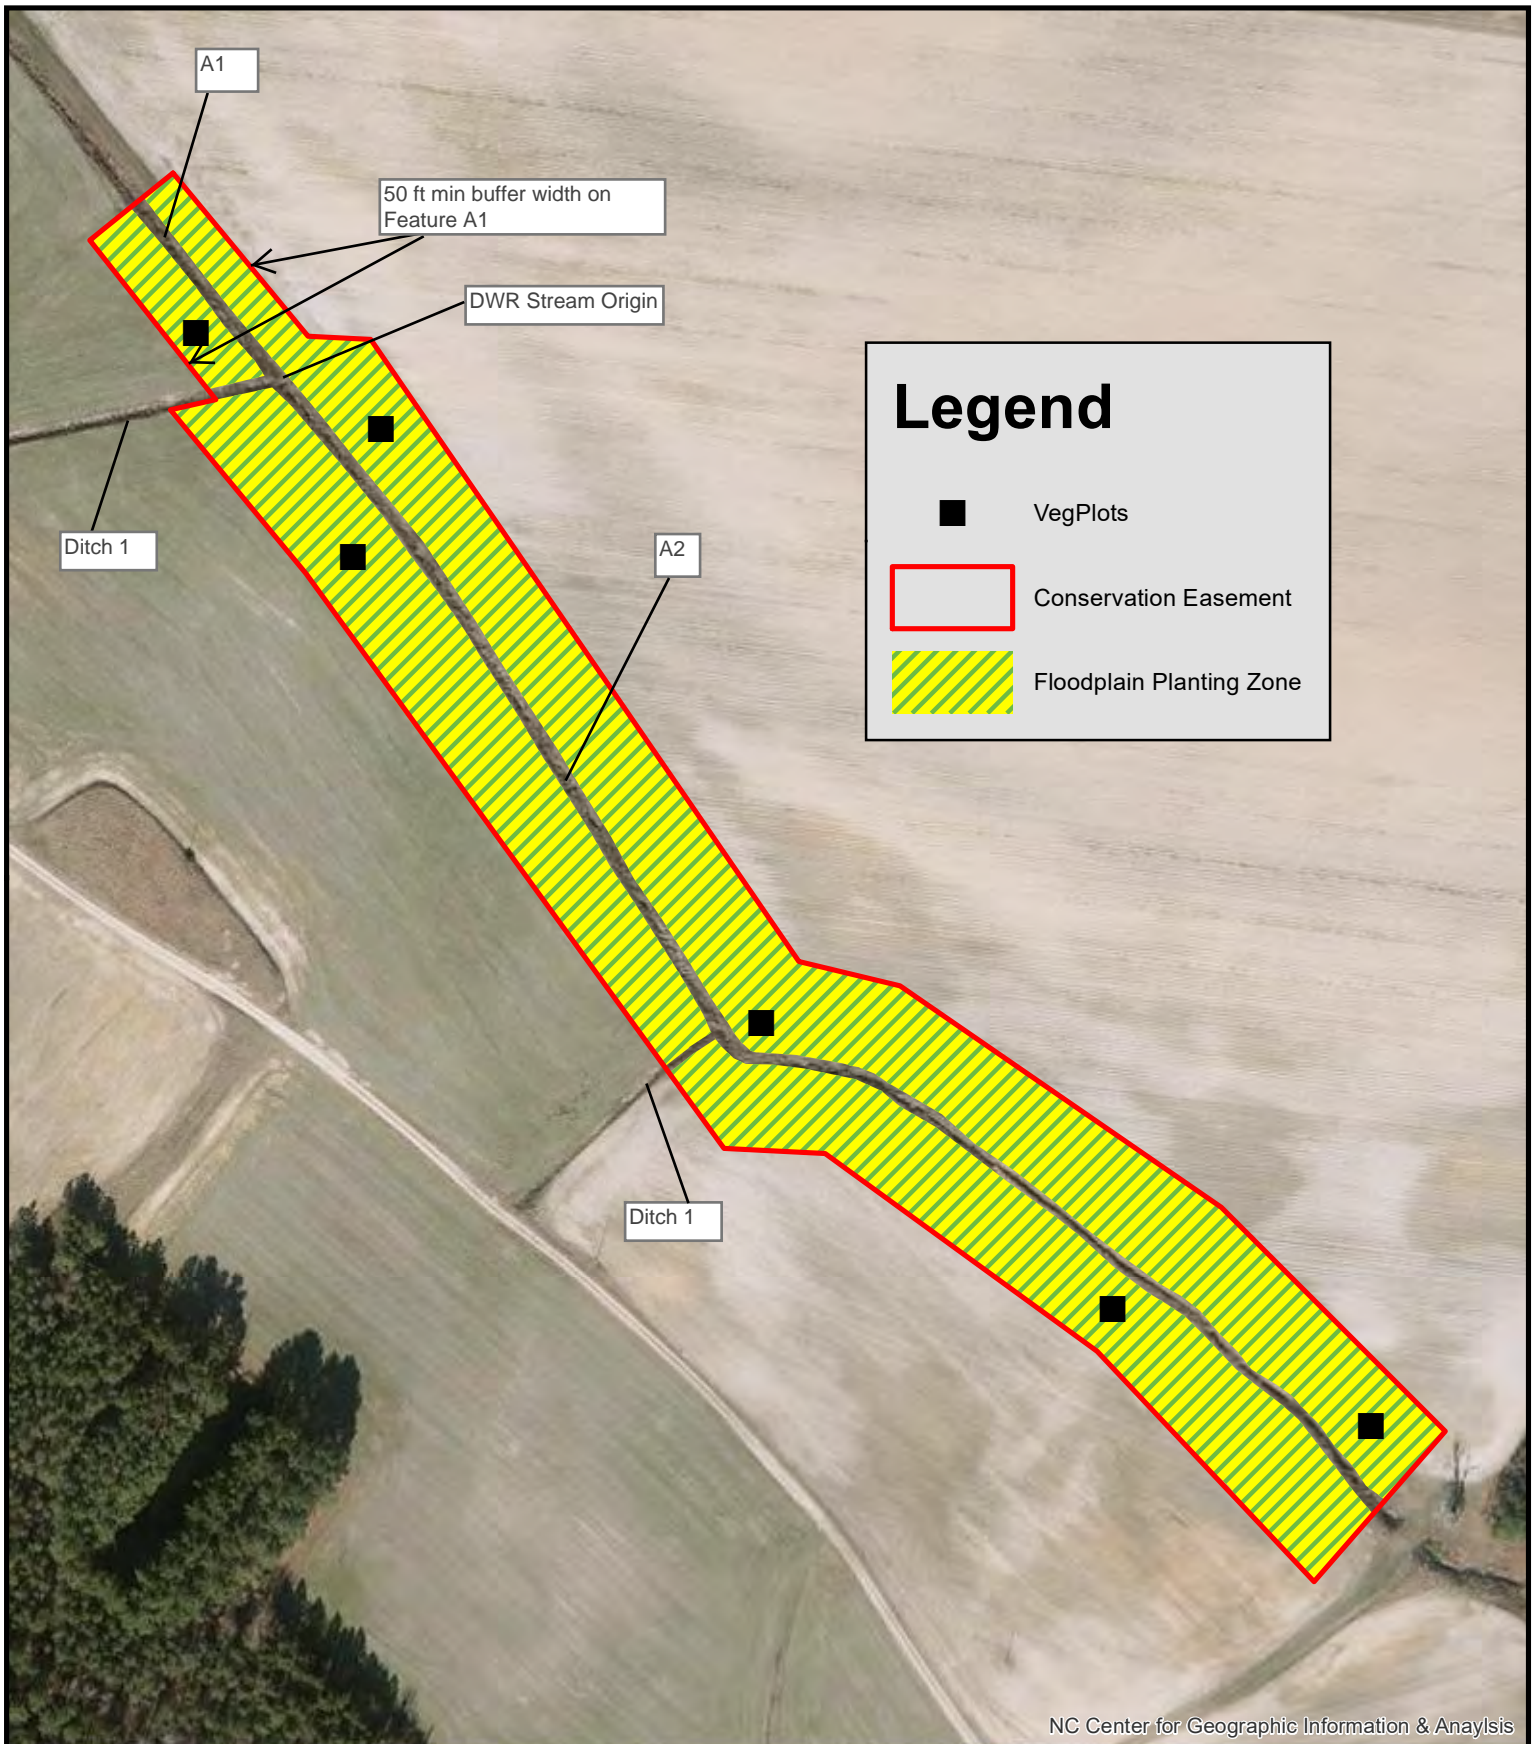 A1
50 ft min buffer width on
Feature A1
DWR Stream Origin
Legend
VegPlots
Conservation Easement
Floodplain Planting Zone
Ditch 1
A2
Ditch 1
NC Center for Geographic Information & Anaylsis